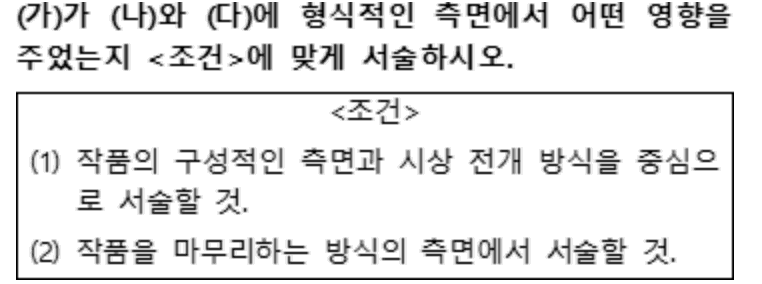 (가)가 (나)와 (다)에 형식적인 측면에서 어떤 영향을
주었는지 <조건>에 맞게 서술하시오.
<조건>
(1) 작품의 구성적인 측면과 시상 전개 방식을 중심으
로 서술할 것.
(2) 작품을 마무리하는 방식의 측면에서 서술할 것.